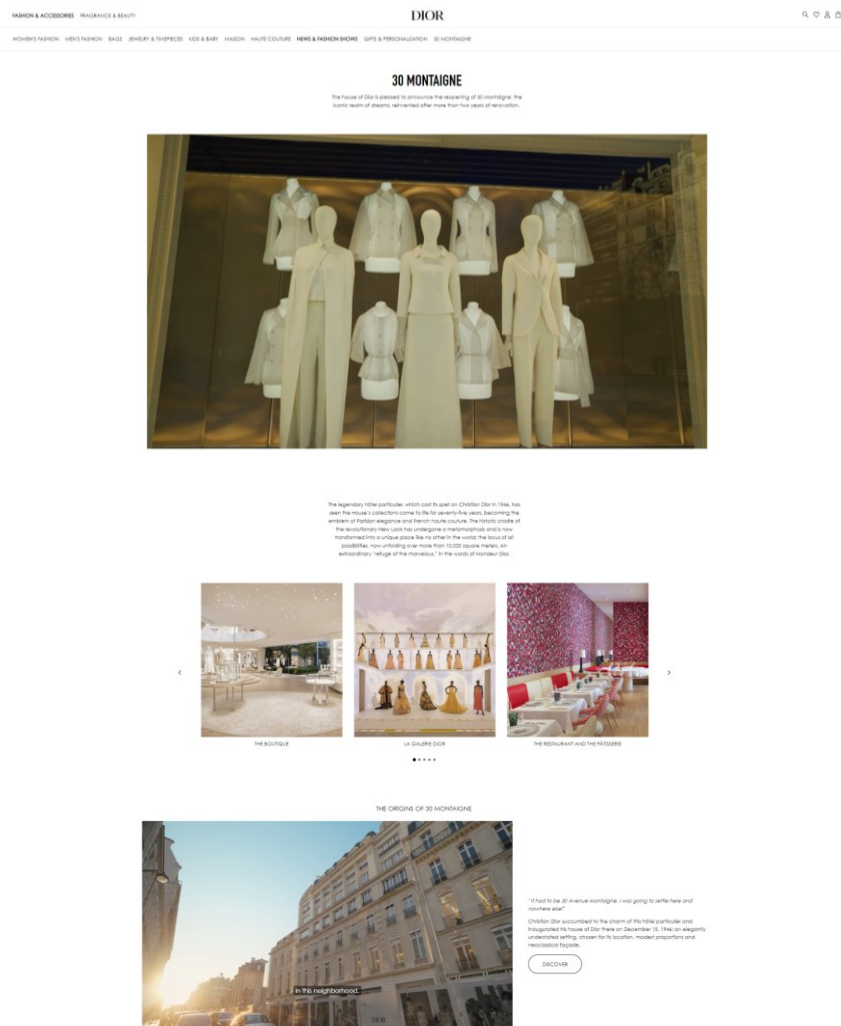 FASHION & ACCESSORIES FRAGRANCE & BEAUTY
DIOR
WOMEN'S FASHION MEN'S FASHION BAGS JEWELRY & TIMEPIECES KIDS & BABY MAISON HAUTE COUTURE NEWS & FASHION SHOWS GIFTS & PERSONALIZATION 30 MONTAIGNE
30 MONTAIGNE
The house of Dior is pleased to announce the reopening of 30 Montaigne, the
iconic realm of dreams, reinvented after more than two years of renovation.
The legendary hôtel particulier, which cast its spell on Christian Dior in 1946, has
seen the House's collections come to life for seventy-five years, becoming the
emblem of Parisian elegance and French haute couture. The historic cradle of
the revolutionary New Look has undergone a metamorphosis and is now
transformed into a unique place like no other in the world: the locus of all
possibilities, now unfolding over more than 10,000 square meters. An
extraordinary "refuge of the marvelous," in the words of Monsieur Dior.
THE BOUTIQUE
LA GALERIE DIOR
THE RESTAURANT AND THE PÂTISSERIE
THE ORIGINS OF 30 MONTAIGNE
in this neighborhood.
"It had to be 30 Avenue Montaigne. I was going to settle here and
nowhere else!"
Christian Dior succumbed to the charm of this hôtel particulier and
inaugurated his house of Dior there on December 15, 1946: an elegantly
understated setting, chosen for its location, modest proportions and
neoclassical façade.
DISCOVER